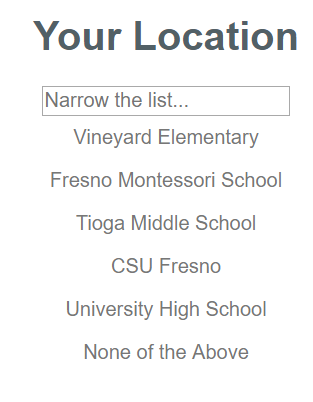 Your Location
Narrow the list...
Vineyard Elementary
Fresno Montessori School
Tioga Middle School
CSU Fresno
University High School
None of the Above